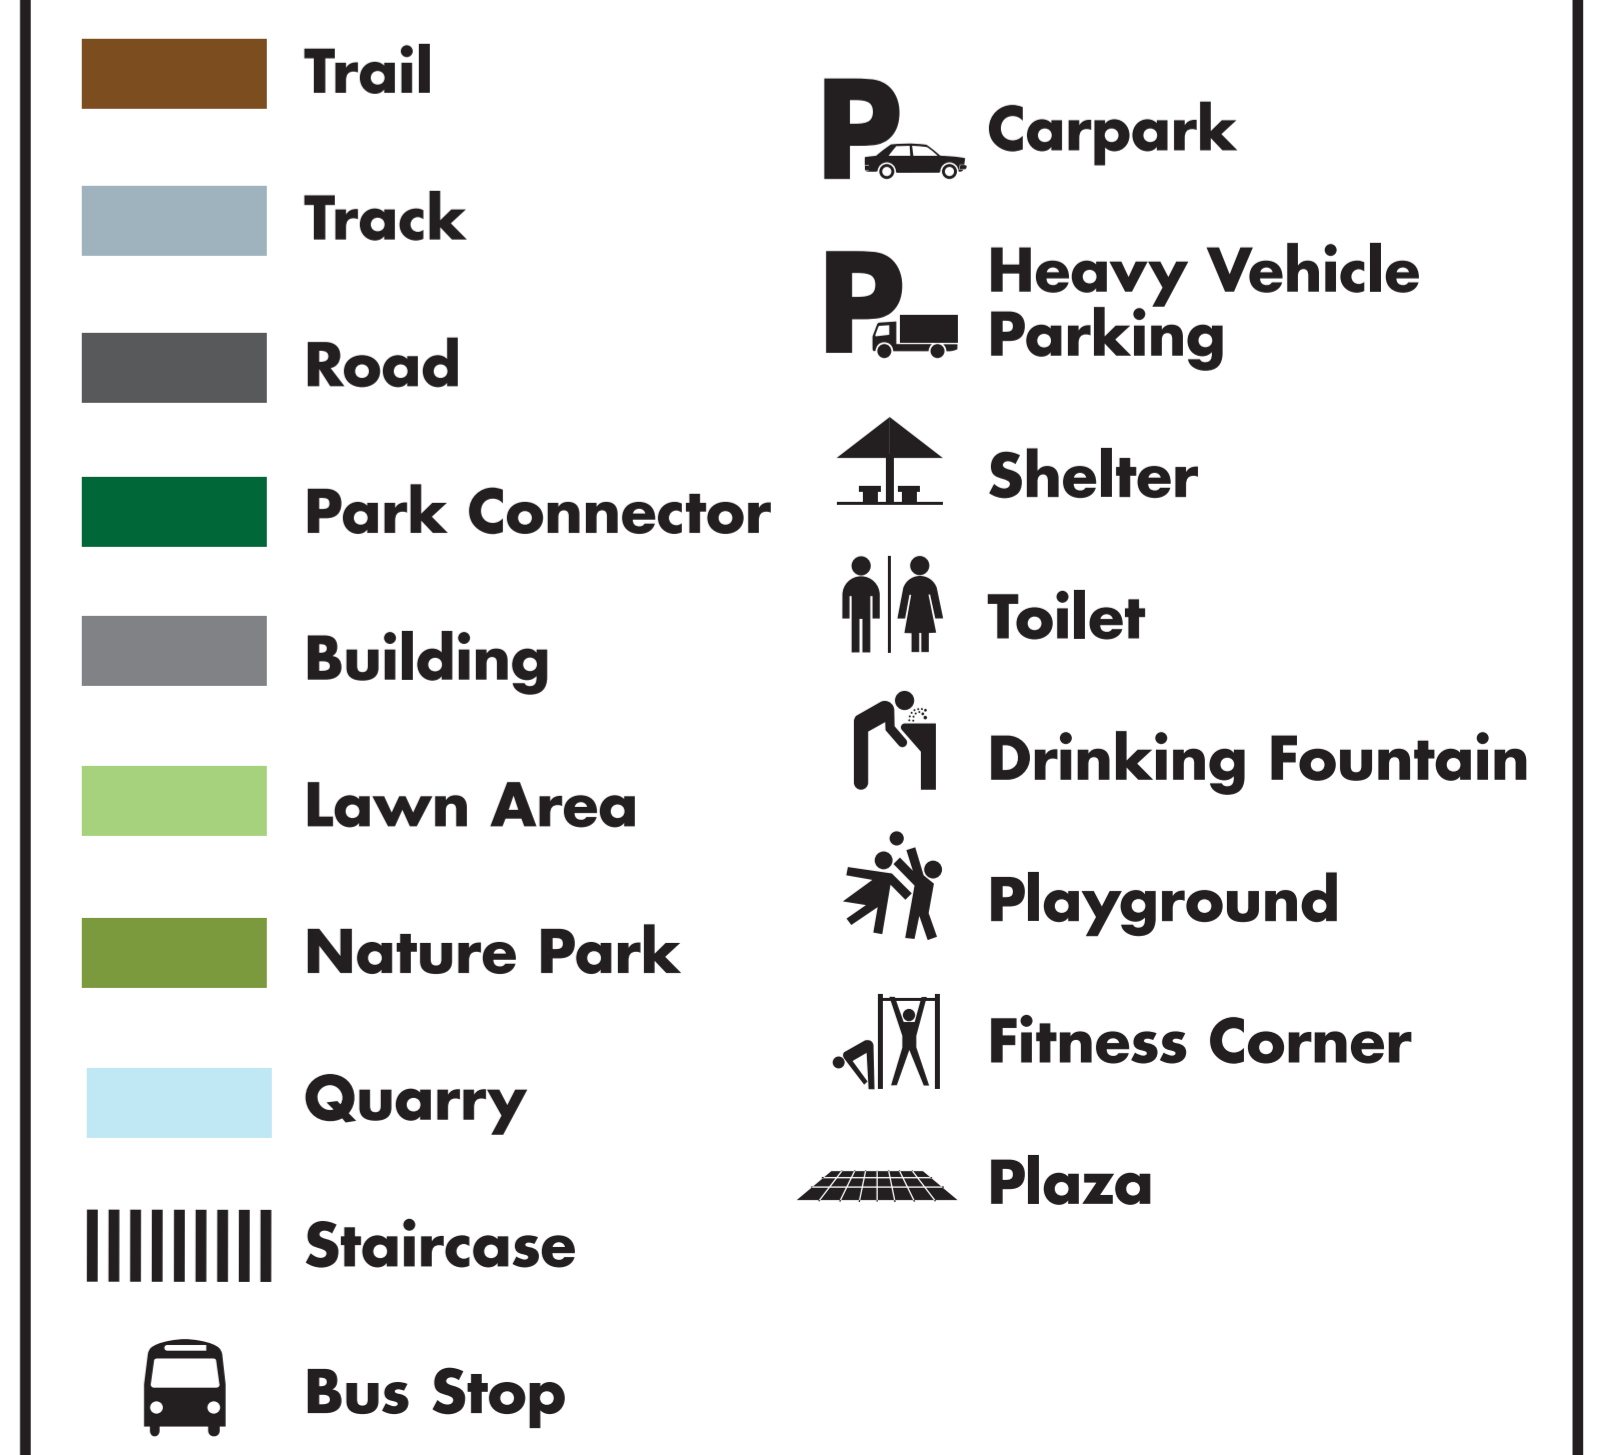 Trail
Track
Road
Park Connector
Building
Lawn Area
Nature Park
Quarry
Staircase
Bus Stop
P Carpark
P Heavy Vehicle
Parking
Shelter
Toilet
Drinking Fountain
Playground
Fitness Corner
Plaza